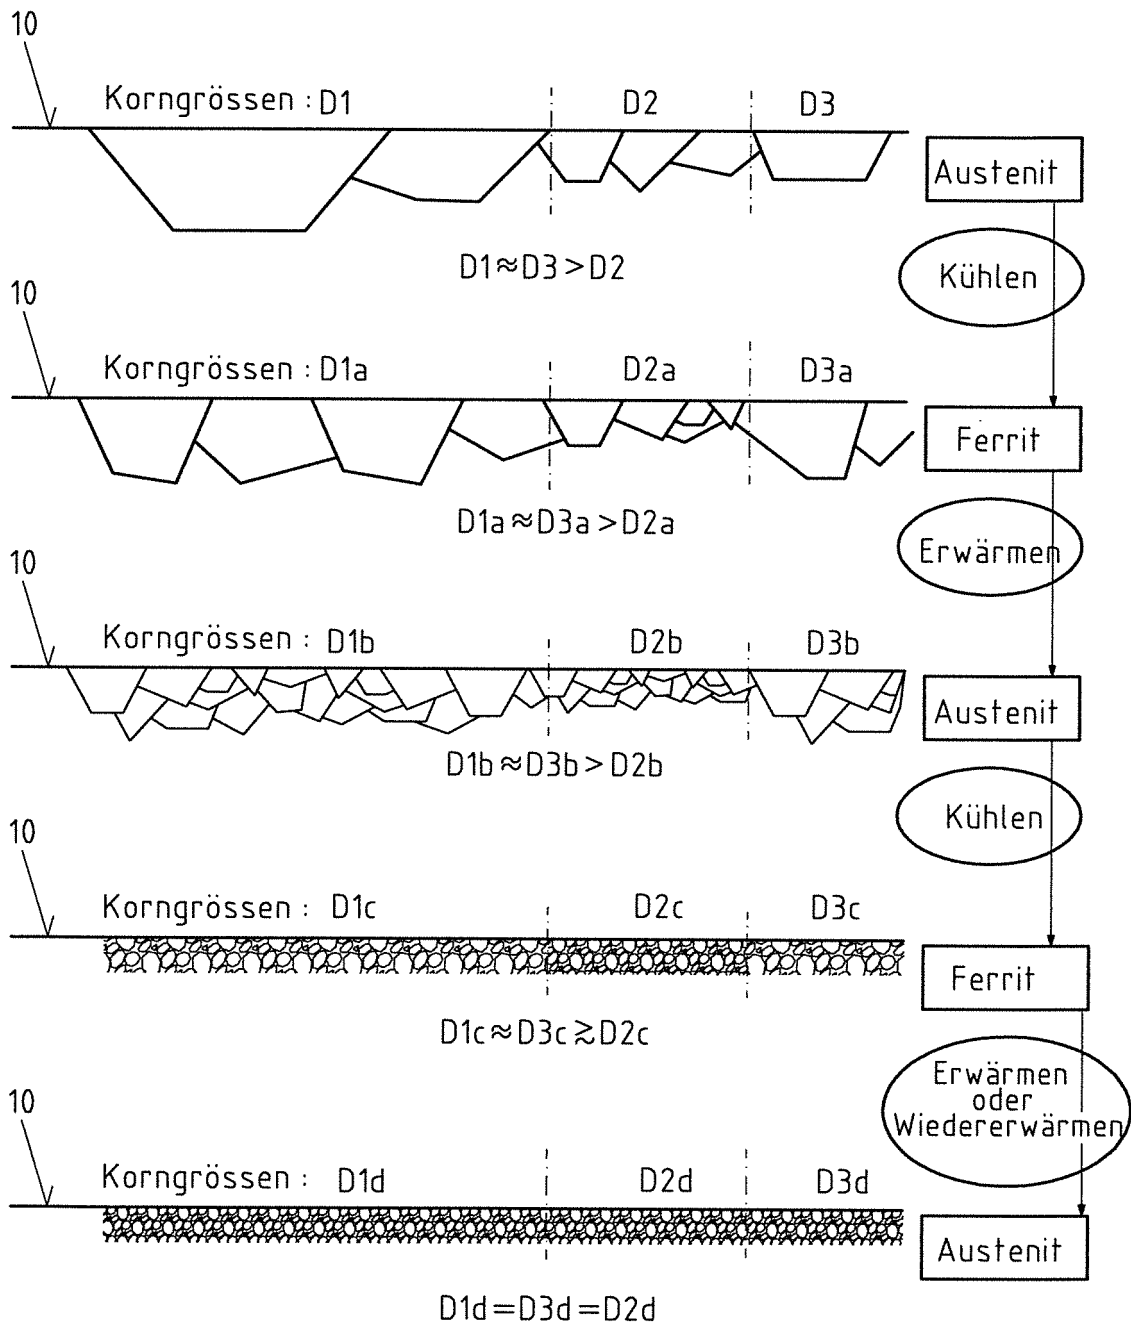 10
Korngrössen : D1 D2 D3
Austenit
D1≈D3>D2
Kühlen
10
Korngrössen : D1a D2a D3a
Ferrit
D1a≈D3a>D2a
Erwärmen
10
Korngrössen : D1b D2b D3b
Austenit
D1b≈D3b>D2b
Kühlen
10
Korngrössen : D1c D2c D3c
Ferrit
D1c≈D3c≳D2c
Erwärmen
oder
Wiedererwärmen
10
Korngrössen : D1d D2d D3d
Austenit
D1d=D3d=D2d